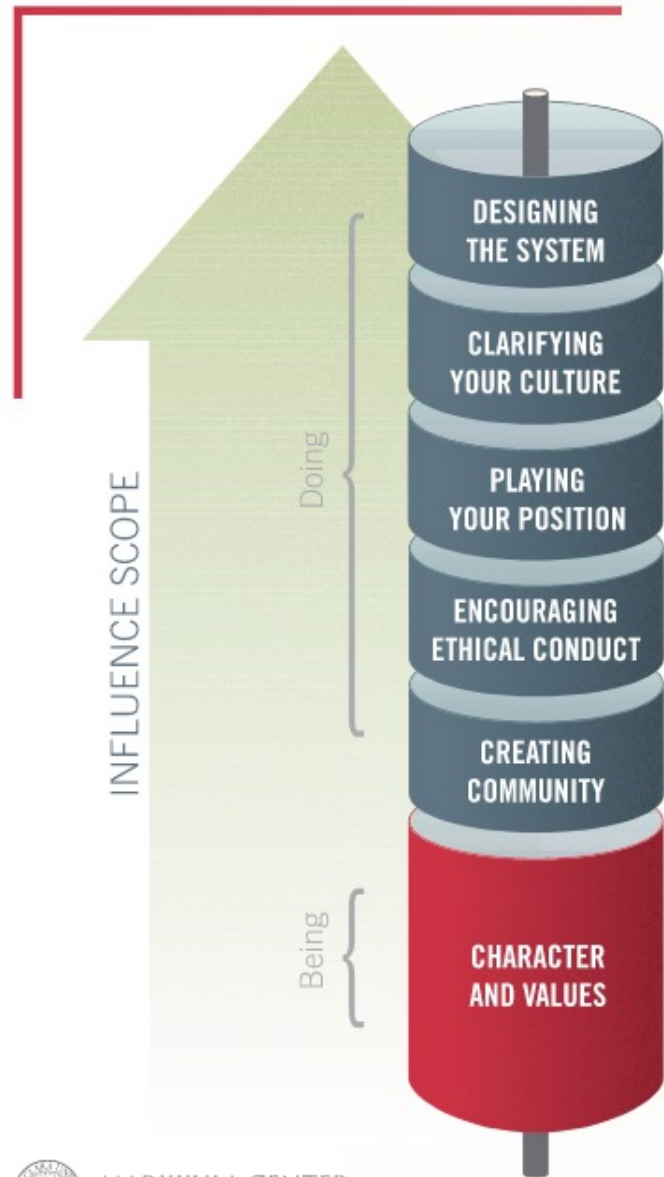 DESIGNING
THE SYSTEM
CLARIFYING
YOUR CULTURE
PLAYING
YOUR POSITION
ENCOURAGING
ETHICAL CONDUCT
CREATING
COMMUNITY
CHARACTER
AND VALUES
Doing
Being
INFLUENCE SCOPE